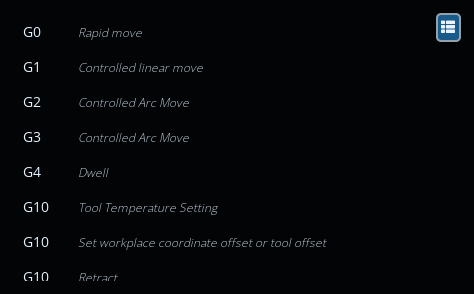 G0 Rapid move
G1 Controlled linear move
G2 Controlled Arc Move
G3 Controlled Arc Move
G4 Dwell
G10 Tool Temperature Setting
G10 Set workplace coordinate offset or tool offset
G10 Retract